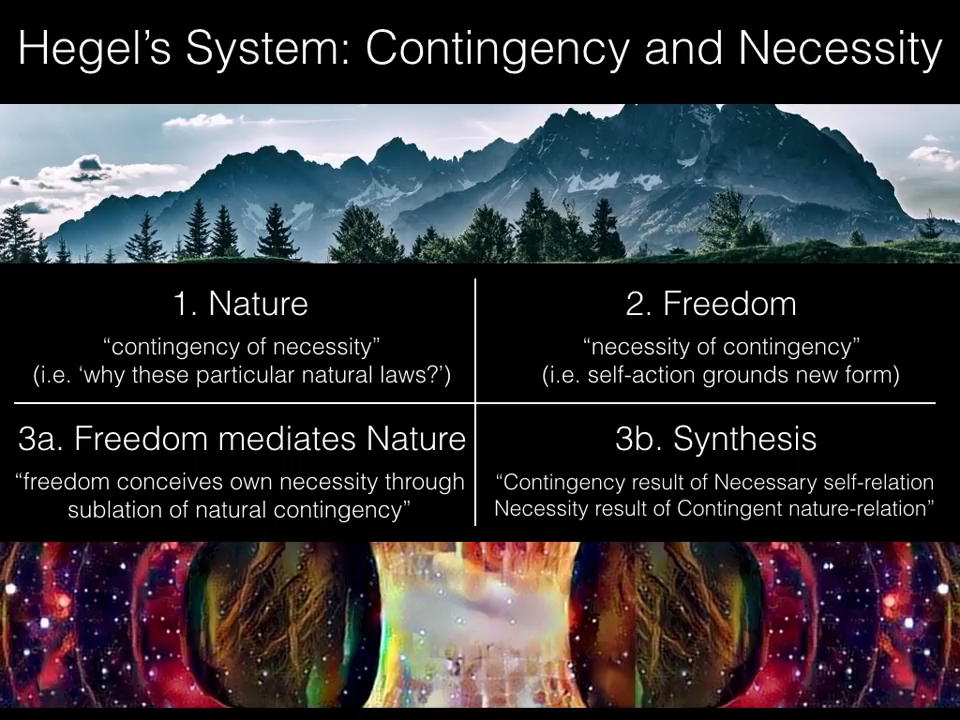 Hegel’s System: Contingency and Necessity
1. Nature
“contingency of necessity”
(i.e. ‘why these particular natural laws?’)
2. Freedom
“necessity of contingency”
(i.e. self-action grounds new form)
3a. Freedom mediates Nature
“freedom conceives own necessity through
sublation of natural contingency”
3b. Synthesis
“Contingency result of Necessary self-relation
Necessity result of Contingent nature-relation”